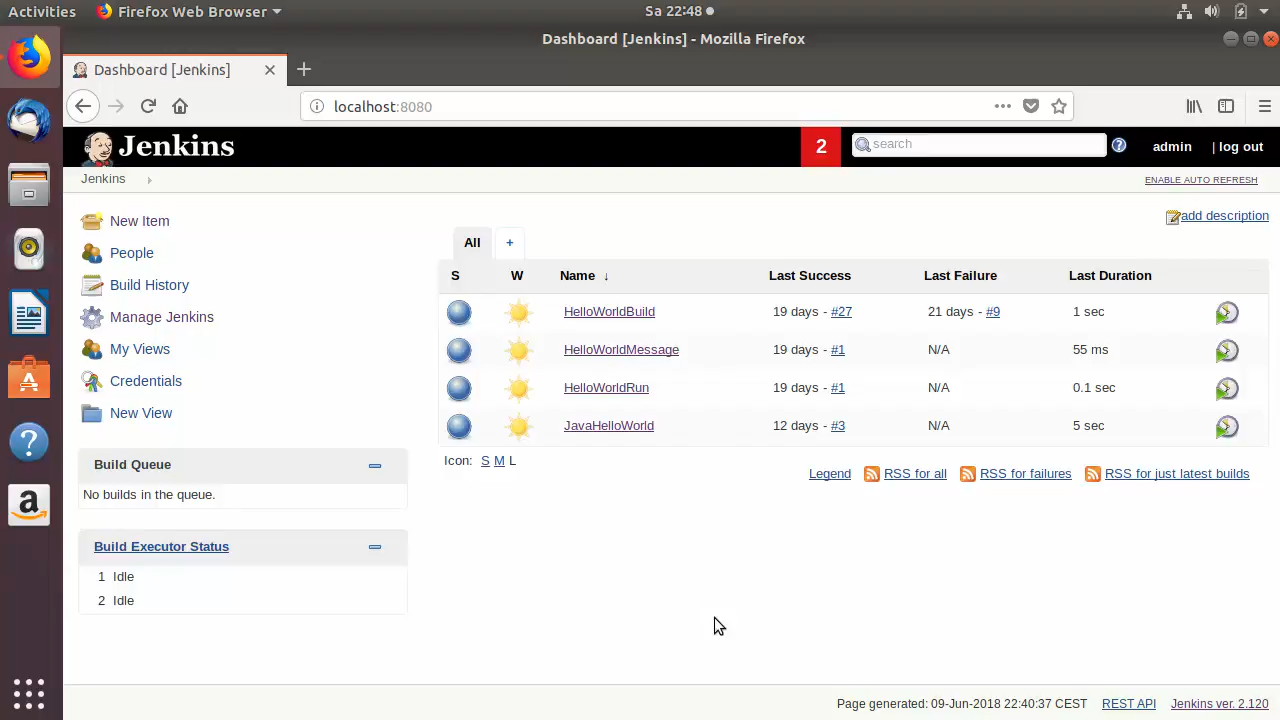 Activities Firefox Web Browser Sa 22:48
Dashboard [Jenkins] - Mozilla Firefox
Dashboard [Jenkins]
localhost:8080
Jenkins 2 search admin | log out
Jenkins ENABLE AUTO REFRESH
New Item
People
Build History
Manage Jenkins
My Views
Credentials
New View
Build Queue
No builds in the queue.
Build Executor Status
1 Idle
2 Idle
add description
All +
S W Name ↓ Last Success Last Failure Last Duration
HelloWorldBuild 19 days - #27 21 days - #9 1 sec
HelloWorldMessage 19 days - #1 N/A 55 ms
HelloWorldRun 19 days - #1 N/A 0.1 sec
JavaHelloWorld 12 days - #3 N/A 5 sec
Icon: S M L
Legend RSS for all RSS for failures RSS for just latest builds
Page generated: 09-Jun-2018 22:40:37 CEST REST API Jenkins ver. 2.120